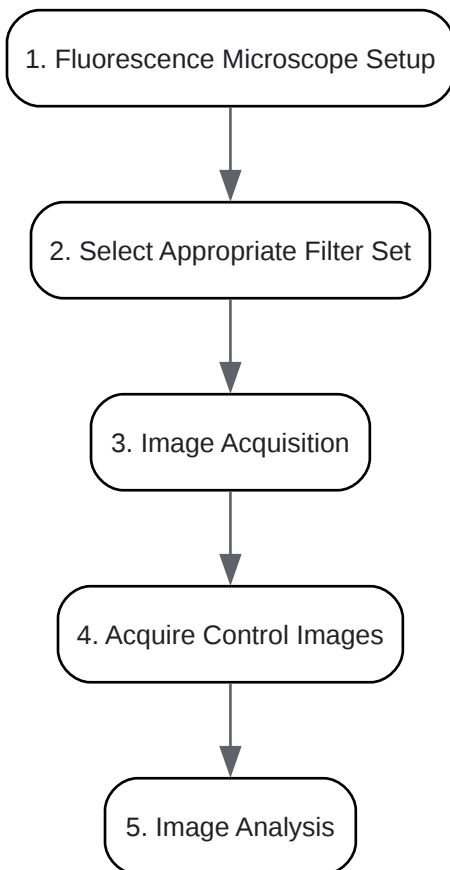 1. Fluorescence Microscope Setup
2. Select Appropriate Filter Set
3. Image Acquisition
4. Acquire Control Images
5. Image Analysis